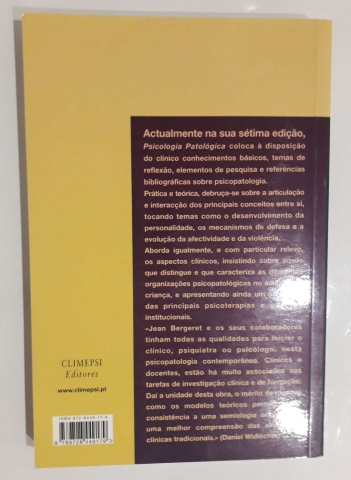 Actualmente na sua sétima edição,
Psicologia Patológica coloca à disposição
do clínico conhecimentos básicos, temas de
reflexão, elementos de pesquisa e referências
bibliográficas sobre psicopatologia.
Prática e teórica, debruça-se sobre a articulação
e interacção dos principais conceitos entre si,
tocando temas como o desenvolvimento da
personalidade, os mecanismos de defesa e a
evolução da afectividade e da violência.
Aborda igualmente, e com particular relevo,
os aspectos clínicos, insistindo sobre aquilo
que distingue e que caracteriza as
organizações psicopatológicas no
criança, e apresentando ainda um
das principais psicoterapias e
institucionais.
«Jean Bergeret e os seus colaboradores
tinham todas as qualidades para iniciar o
clínico, psiquiatra ou psicólogo, nesta
psicopatologia contemporânea. Clínicos e
docentes, estão há muito associados nas
tarefas de investigação clínica e de formação.
Daí a unidade desta obra, o mérito de
como os modelos teóricos
consistência a uma semiologia
uma melhor compreensão das
clínicas tradicionais.» (Daniel Widlöcher)
CLIMEPSI
Editores
www.climepsi.pt